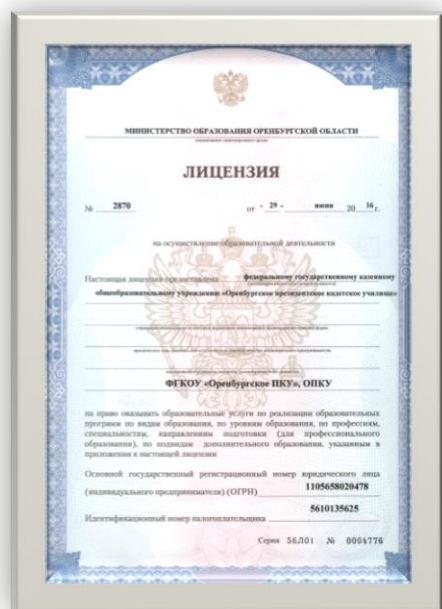 МИНИСТЕРСТВО ОБРАЗОВАНИЯ ОРЕНБУРГСКОЙ ОБЛАСТИ
ЛИЦЕНЗИЯ
№ 2870 от « 29 » июня 20 16 г.
на осуществление образовательной деятельности
Настоящая лицензия предоставлена федеральному государственному казенному
общеобразовательному учреждению «Оренбургское президентское кадетское училище»
ФГКОУ «Оренбургское ПКУ», ОПКУ
на право оказывать образовательные услуги по реализации образовательных
программ по видам образования, по уровням образования, по профессиям,
специальностям, направлениям подготовки (для профессионального
образования), по подвидам дополнительного образования, указанным в
приложении к настоящей лицензии
Основной государственный регистрационный номер юридического лица
(индивидуального предпринимателя) (ОГРН) 1105658020478
Идентификационный номер налогоплательщика 5610135625
Серия 56Л01 № 0004776